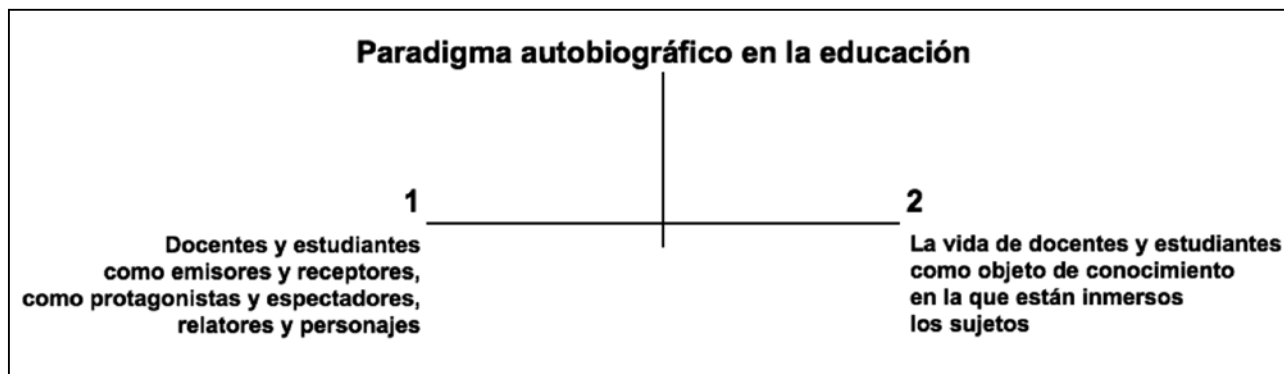 Paradigma autobiográfico en la educación
1
Docentes y estudiantes
como emisores y receptores,
como protagonistas y espectadores,
relatores y personajes
2
La vida de docentes y estudiantes
como objeto de conocimiento
en la que están inmersos
los sujetos